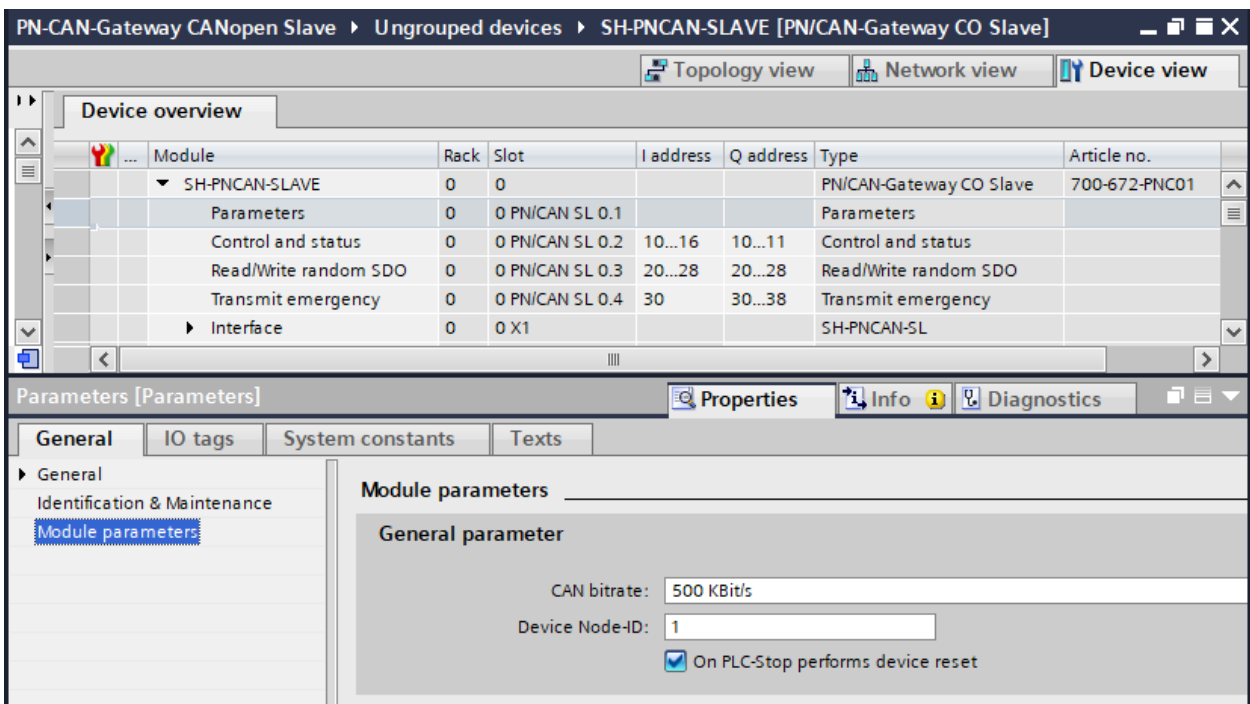 PN-CAN-Gateway CANopen Slave ▸ Ungrouped devices ▸ SH-PNCAN-SLAVE [PN/CAN-Gateway CO Slave]
Topology view Network view Device view
Device overview
... Module Rack Slot I address Q address Type Article no.
SH-PNCAN-SLAVE 0 0 PN/CAN-Gateway CO Slave 700-672-PNC01
Parameters 0 0 PN/CAN SL 0.1 Parameters
Control and status 0 0 PN/CAN SL 0.2 10...16 10...11 Control and status
Read/Write random SDO 0 0 PN/CAN SL 0.3 20...28 20...28 Read/Write random SDO
Transmit emergency 0 0 PN/CAN SL 0.4 30 30...38 Transmit emergency
Interface 0 0 X1 SH-PNCAN-SL
Parameters [Parameters] Properties Info Diagnostics
General IO tags System constants Texts
General
Identification & Maintenance
Module parameters
Module parameters
General parameter
CAN bitrate: 500 KBit/s
Device Node-ID: 1
On PLC-Stop performs device reset